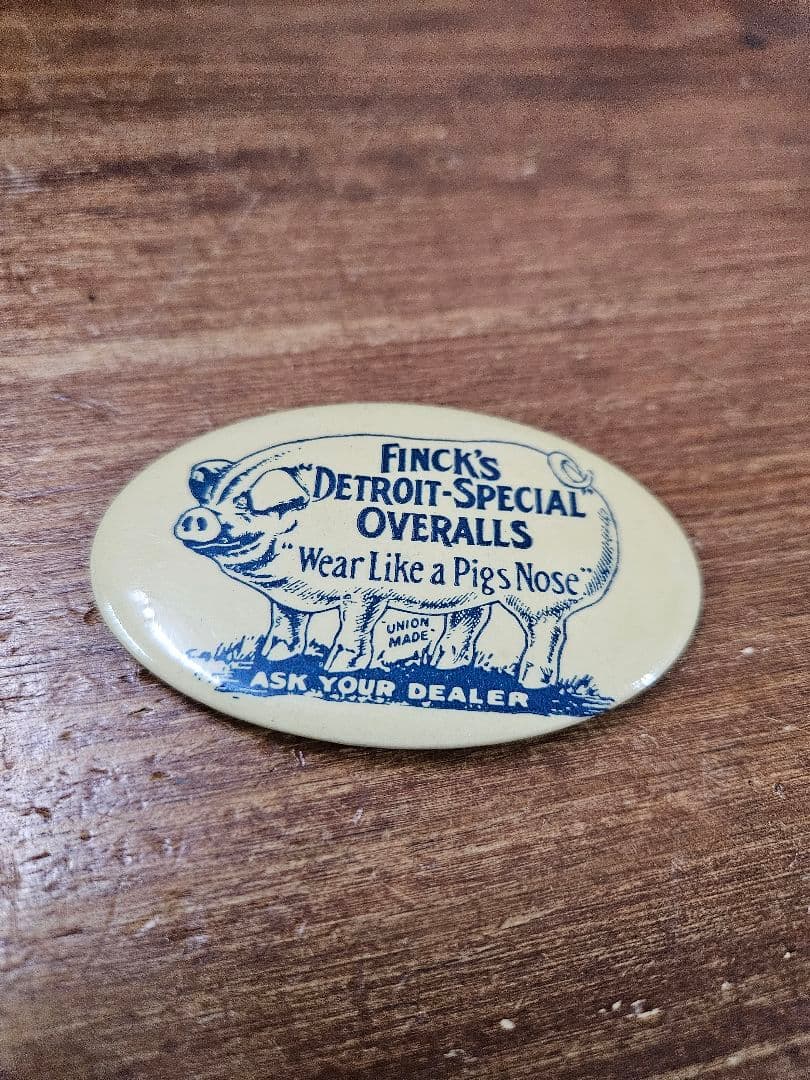 FINCK'S
"DETROIT-SPECIAL"
OVERALLS
"Wear Like a Pigs Nose"
UNION
MADE
ASK YOUR DEALER